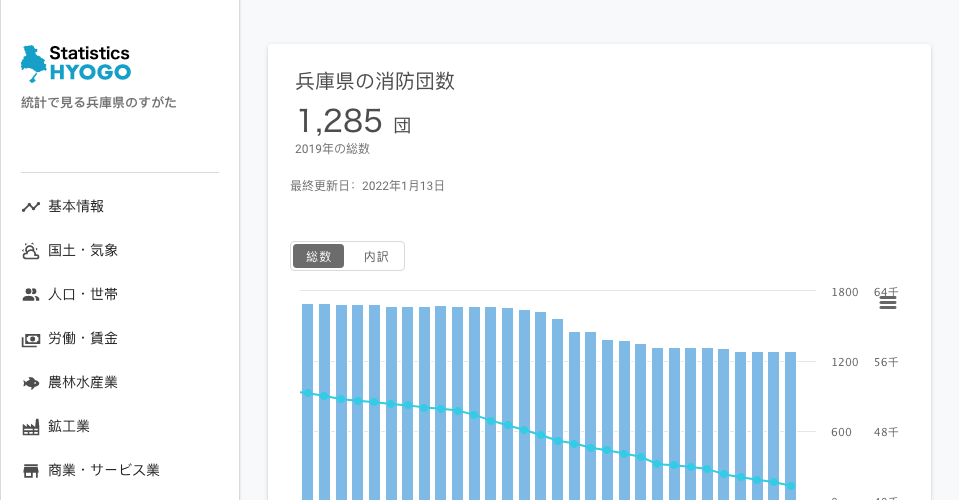 Statistics
HYOGO
統計で見る兵庫県のすがた
基本情報
国土・気象
人口・世帯
労働・賃金
農林水産業
鉱工業
商業・サービス業
兵庫県の消防団数
1,285 団
2019年の総数
最終更新日: 2022年1月13日
総数 内訳
1800 64千
1200 56千
600 48千